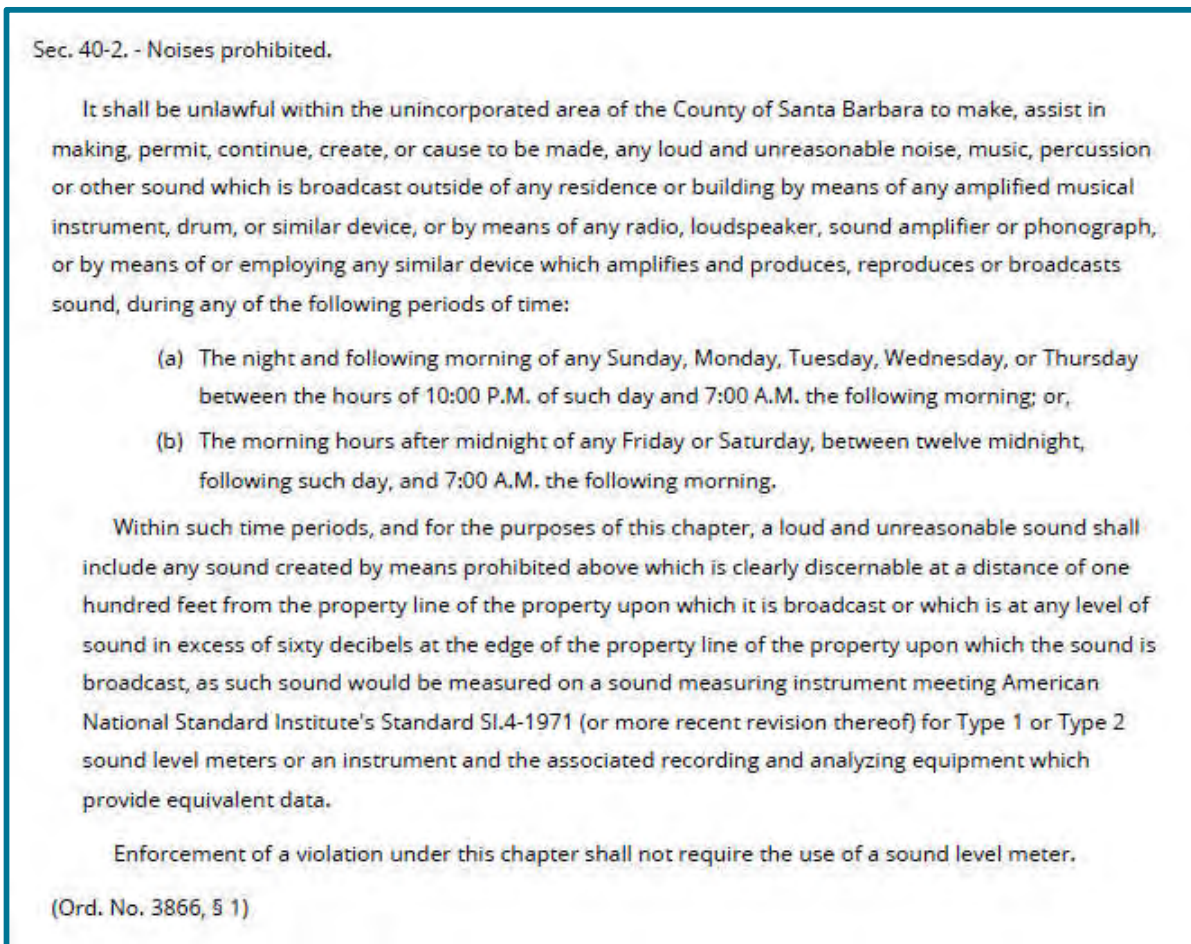 Sec. 40-2. - Noises prohibited.
It shall be unlawful within the unincorporated area of the County of Santa Barbara to make, assist in
making, permit, continue, create, or cause to be made, any loud and unreasonable noise, music, percussion
or other sound which is broadcast outside of any residence or building by means of any amplified musical
instrument, drum, or similar device, or by means of any radio, loudspeaker, sound amplifier or phonograph,
or by means of or employing any similar device which amplifies and produces, reproduces or broadcasts
sound, during any of the following periods of time:
(a) The night and following morning of any Sunday, Monday, Tuesday, Wednesday, or Thursday
between the hours of 10:00 P.M. of such day and 7:00 A.M. the following morning; or,
(b) The morning hours after midnight of any Friday or Saturday, between twelve midnight,
following such day, and 7:00 A.M. the following morning.
Within such time periods, and for the purposes of this chapter, a loud and unreasonable sound shall
include any sound created by means prohibited above which is clearly discernable at a distance of one
hundred feet from the property line of the property upon which it is broadcast or which is at any level of
sound in excess of sixty decibels at the edge of the property line of the property upon which the sound is
broadcast, as such sound would be measured on a sound measuring instrument meeting American
National Standard Institute's Standard SI.4-1971 (or more recent revision thereof) for Type 1 or Type 2
sound level meters or an instrument and the associated recording and analyzing equipment which
provide equivalent data.
Enforcement of a violation under this chapter shall not require the use of a sound level meter.
(Ord. No. 3866, § 1)